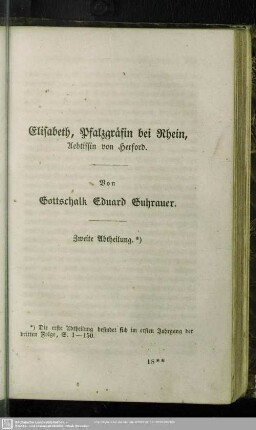 Elisabeth, Pfalzgräfin bei Rhein,
Aebtissin von Herford.
Von
Gottschalk Eduard Guhrauer.
Zweite Abtheilung.*)
*) Die erste Abtheilung befindet sich im ersten Jahrgang der
dritten Folge, S. 1—150.
18**